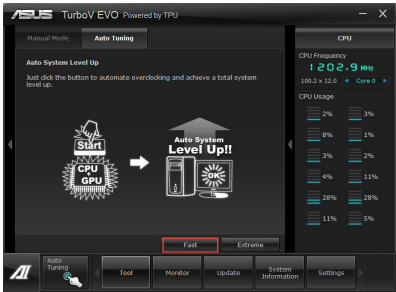 ASUS TurboV EVO Powered by TPU
Manual Mode
Auto Tuning
Auto System Level Up
Just click the button to automate overclocking and achieve a total system
level up.
Start
CPU
GPU
Auto System
Level Up!!
OK
Fast
Extreme
CPU
CPU Frequency
1202.9 MHz
100.2 x 12.0
Core 0
CPU Usage
2%
3%
8%
1%
3%
2%
4%
11%
28%
28%
11%
5%
AI
Auto
Tuning
Tool
Monitor
Update
System
Information
Settings